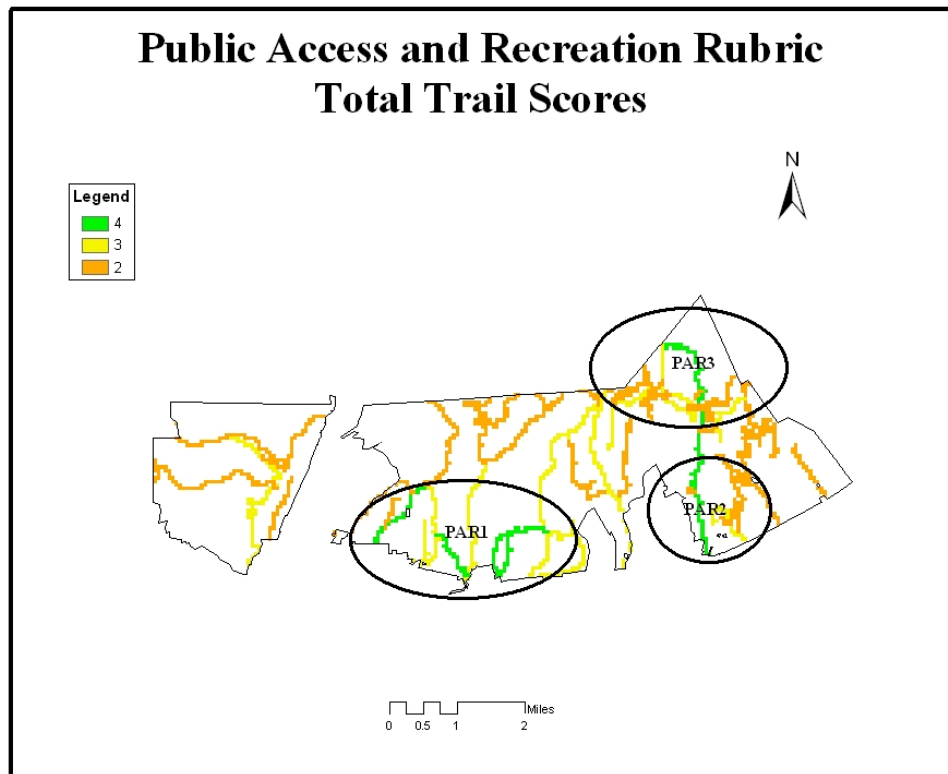 Public Access and Recreation Rubric
Total Trail Scores
N
Legend
4
3
2
PAR3
PAR2
PAR1
Miles
0 0.5 1 2